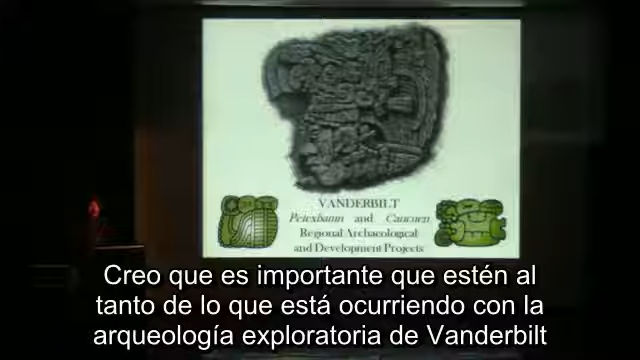 VANDERBILT
Petexbatun and Cancuen
Regional Archaeological
and Development Projects
Creo que es importante que estén al
tanto de lo que está ocurriendo con la
arqueología exploratoria de Vanderbilt